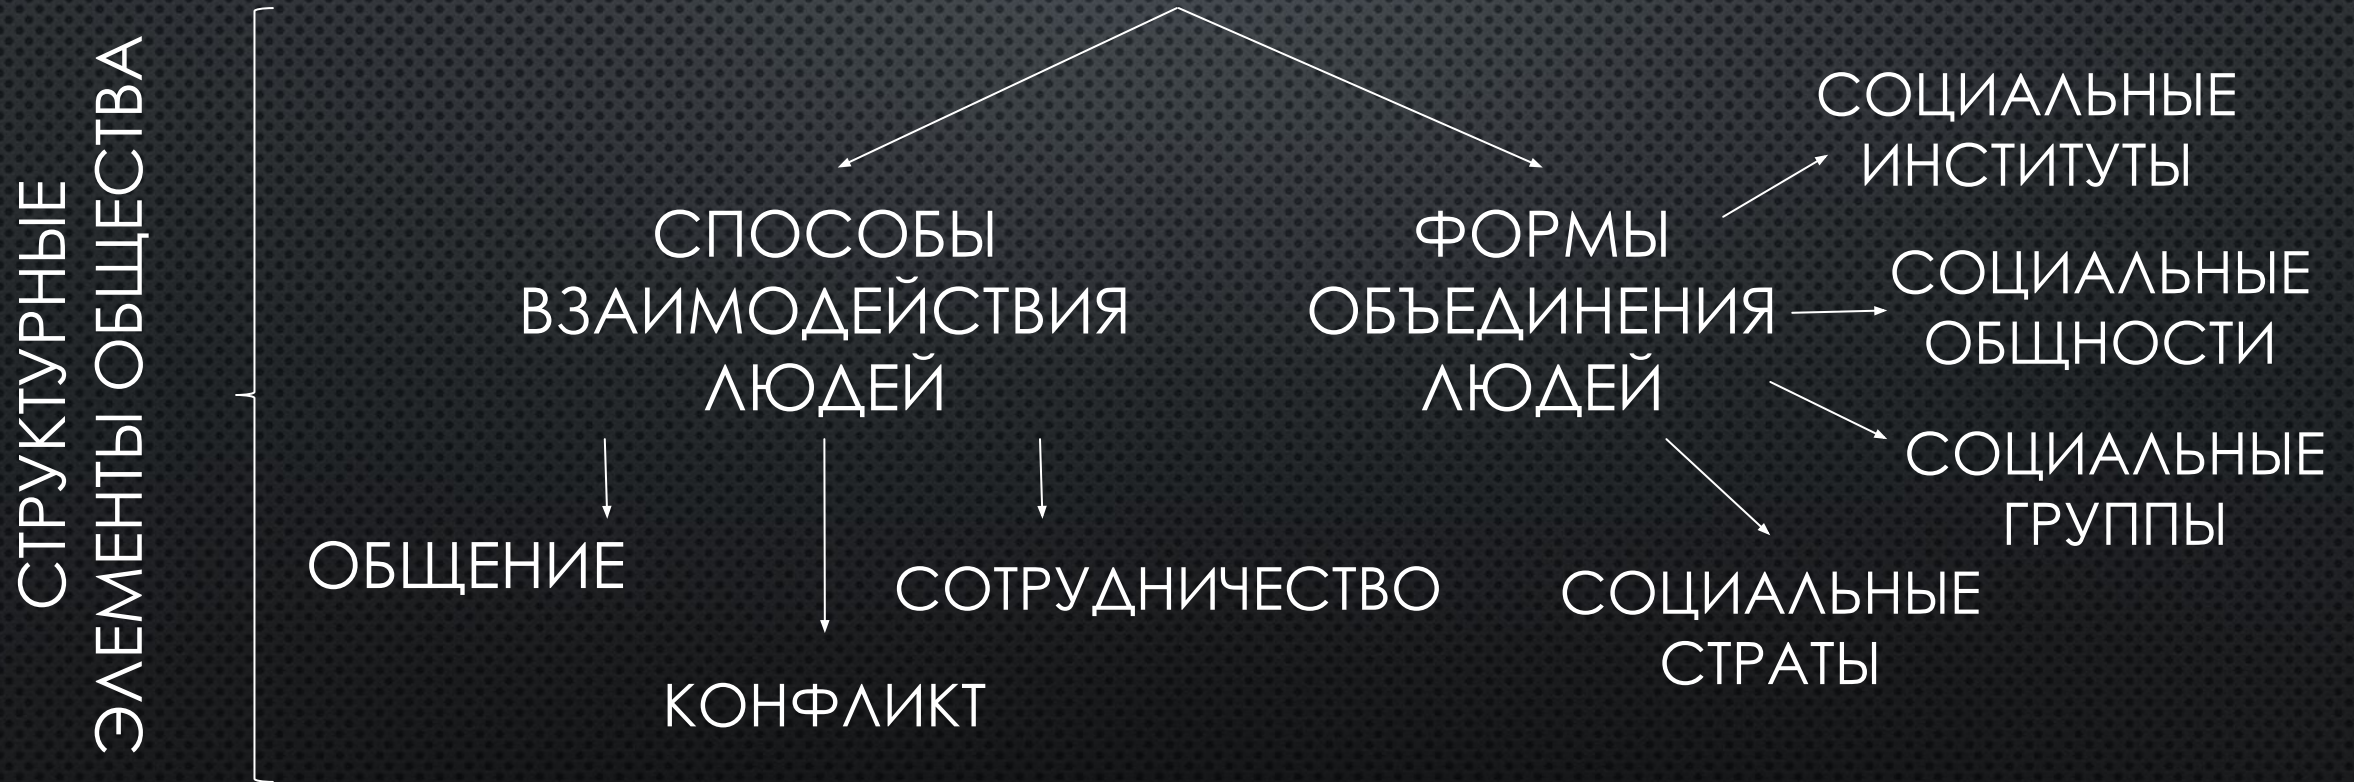 СТРУКТУРНЫЕ
ЭЛЕМЕНТЫ ОБЩЕСТВА
СПОСОБЫ
ВЗАИМОДЕЙСТВИЯ
ЛЮДЕЙ
ОБЩЕНИЕ
КОНФЛИКТ
СОТРУДНИЧЕСТВО
ФОРМЫ
ОБЪЕДИНЕНИЯ
ЛЮДЕЙ
СОЦИАЛЬНЫЕ
ИНСТИТУТЫ
СОЦИАЛЬНЫЕ
ОБЩНОСТИ
СОЦИАЛЬНЫЕ
ГРУППЫ
СОЦИАЛЬНЫЕ
СТРАТЫ